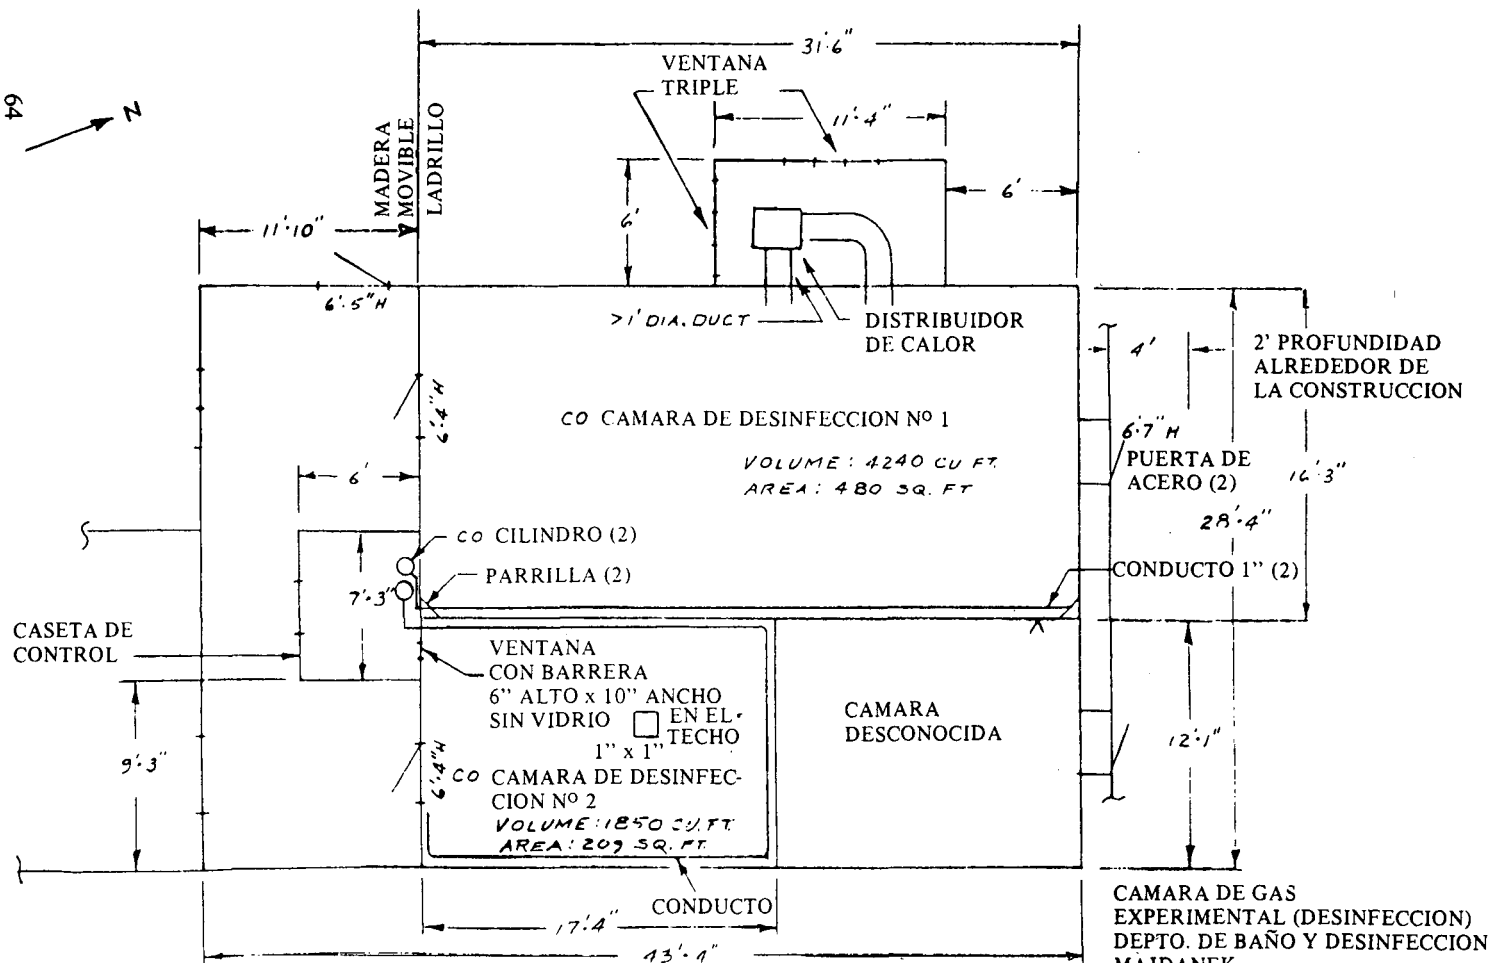 64
N
31'·6"
VENTANA
TRIPLE
11'·4"
6'
6'
MADERA
MOVIBLE
LADRILLO
11'·10"
6'·5"H
>1' DIA. DUCT
DISTRIBUIDOR
DE CALOR
4'
2' PROFUNDIDAD
ALREDEDOR DE
LA CONSTRUCCION
6'·4"H
CO CAMARA DE DESINFECCION Nº 1
VOLUME: 4240 CU FT.
AREA: 480 SQ. FT
6'·7"H
PUERTA DE
ACERO (2)
16'·3"
28'·4"
6'
CO CILINDRO (2)
PARRILLA (2)
CONDUCTO 1" (2)
7'·3"
CASETA DE
CONTROL
VENTANA
CON BARRERA
6" ALTO x 10" ANCHO
SIN VIDRIO
EN EL
TECHO
1" x 1"
CAMARA
DESCONOCIDA
12'·1"
9'·3"
6'·4"H
CO CAMARA DE DESINFEC-
CION Nº 2
VOLUME: 1850 CU. FT.
AREA: 209 SQ. FT.
CONDUCTO
17'·4"
43'·4"
CAMARA DE GAS
EXPERIMENTAL (DESINFECCION)
DEPTO. DE BAÑO Y DESINFECCION
MAJDANEK